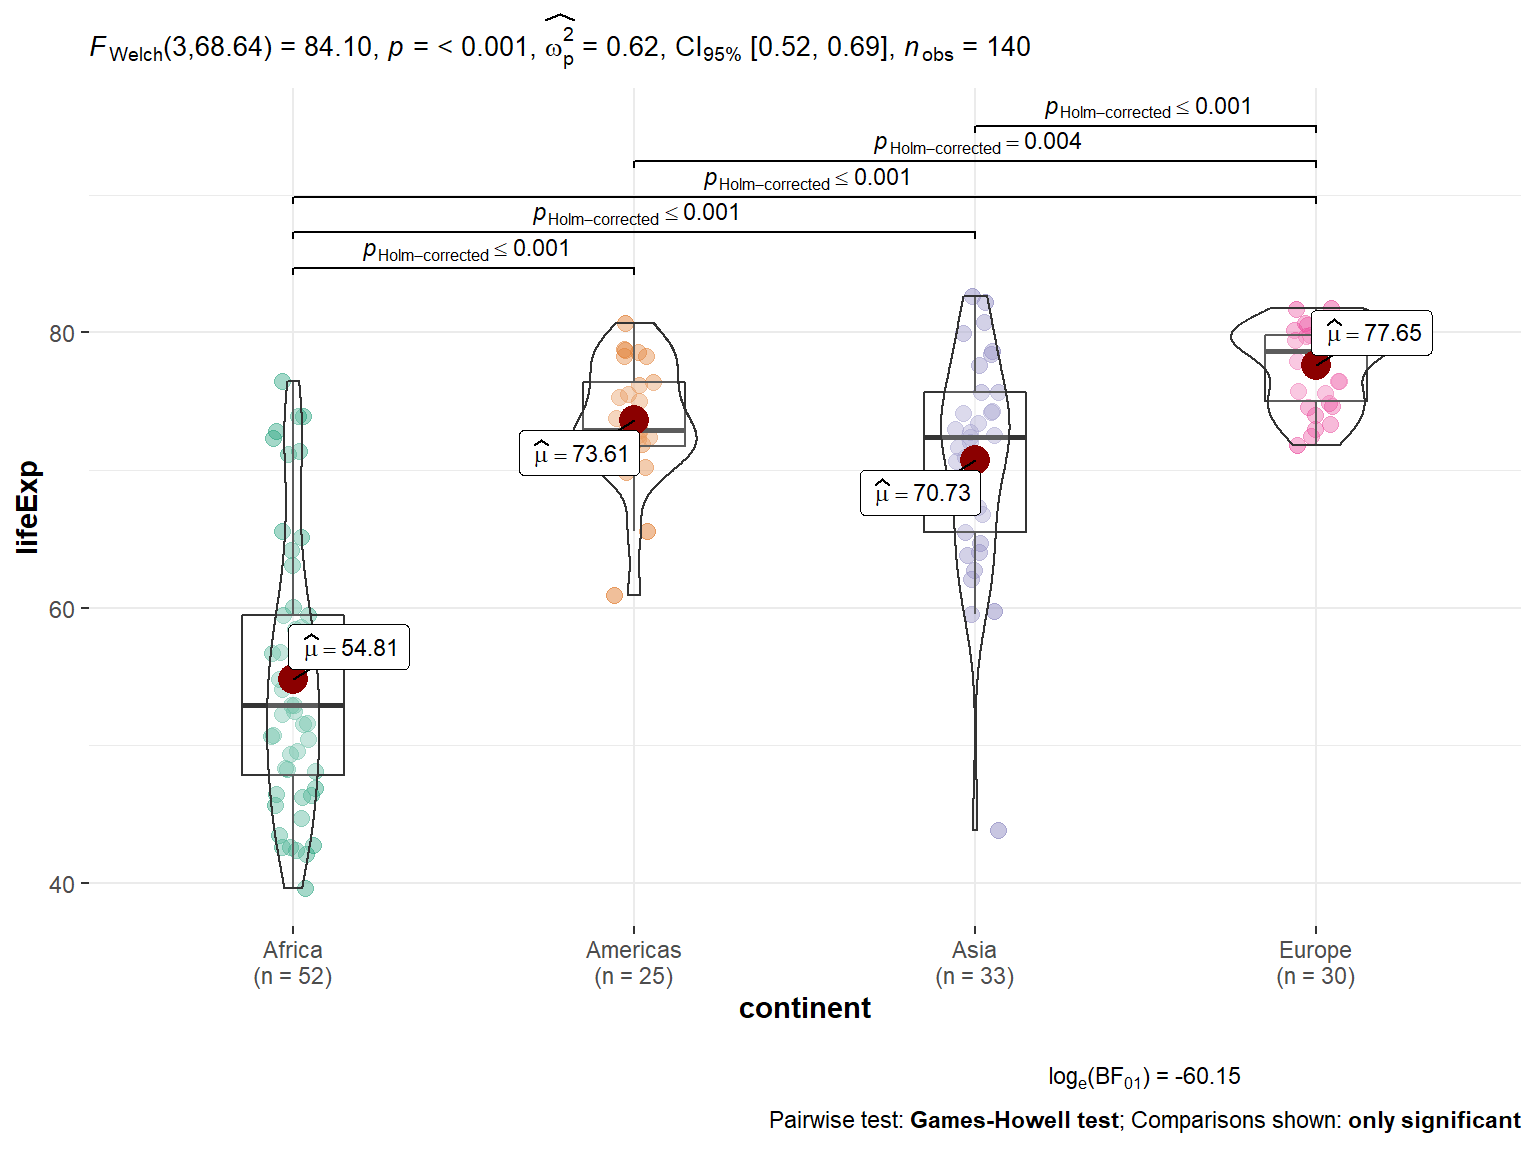 F Welch(3,68.64) = 84.10, p = < 0.001, ω̂²p = 0.62, CI95% [0.52, 0.69], nobs = 140
pHolm−corrected ≤ 0.001
pHolm−corrected = 0.004
pHolm−corrected ≤ 0.001
pHolm−corrected ≤ 0.001
pHolm−corrected ≤ 0.001
80
60
40
lifeExp
μ̂ = 77.65
μ̂ = 73.61
μ̂ = 70.73
μ̂ = 54.81
Africa Americas Asia Europe
(n = 52) (n = 25) (n = 33) (n = 30)
continent
loge(BF01) = -60.15
Pairwise test: Games-Howell test; Comparisons shown: only significant